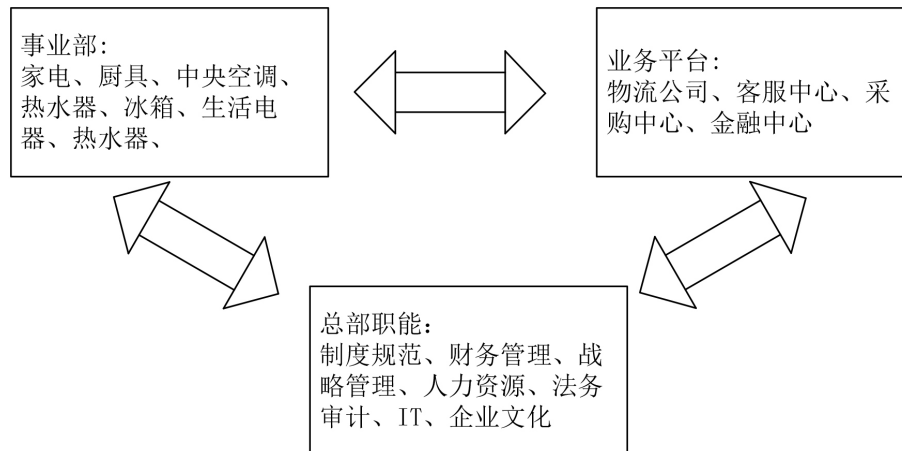 事业部:
家电、厨具、中央空调、
热水器、冰箱、生活电
器、热水器、
业务平台:
物流公司、客服中心、采
购中心、金融中心
总部职能:
制度规范、财务管理、战
略管理、人力资源、法务
审计、IT、企业文化